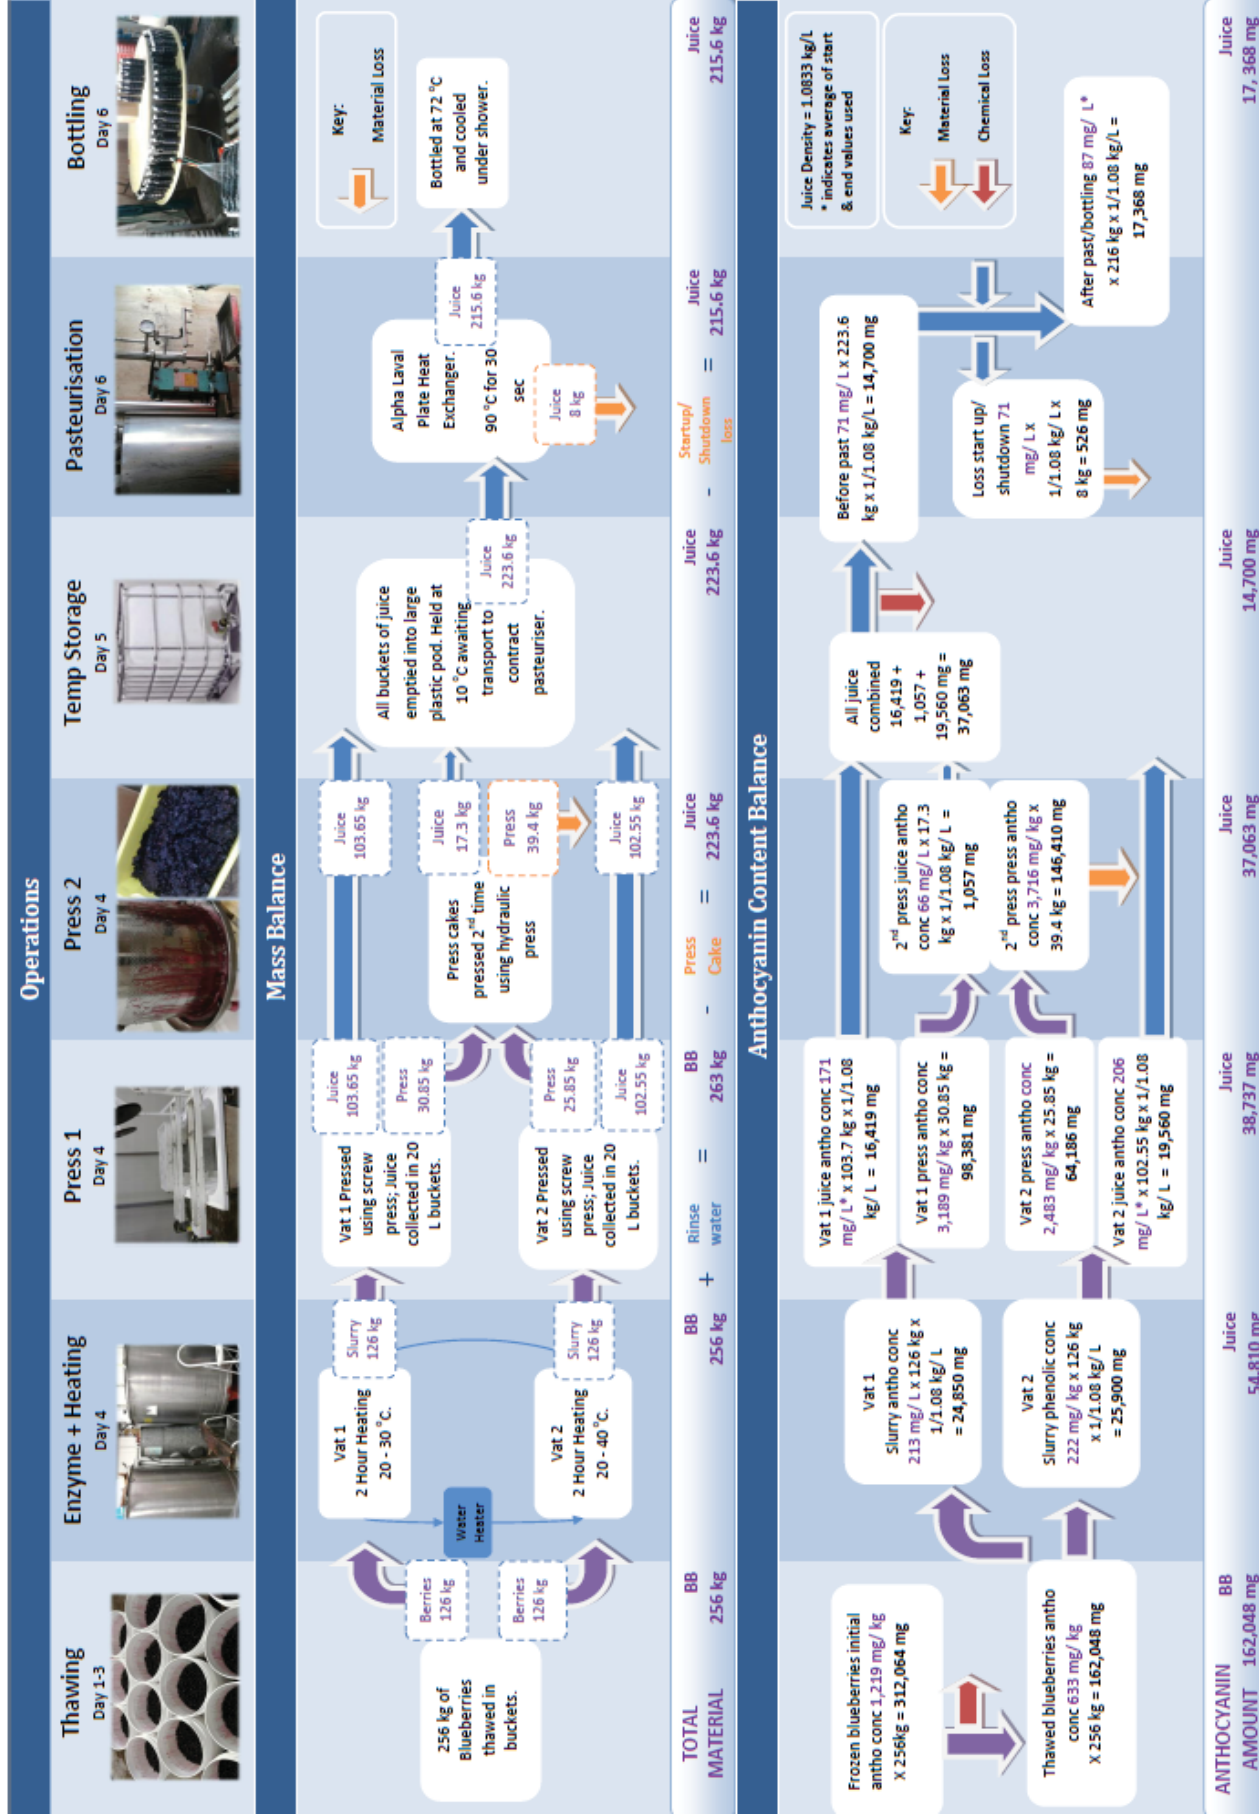 Operations
Thawing
Day 1-3
Enzyme + Heating
Day 4
Press 1
Day 4
Press 2
Day 4
Temp Storage
Day 5
Pasteurisation
Day 6
Bottling
Day 6
Mass Balance
256 kg of
Blueberries
thawed in
buckets.
Berries
126 kg
Berries
126 kg
Vat 1
2 Hour Heating
20 - 30 °C.
Water
Heater
Vat 2
2 Hour Heating
20 - 40 °C.
Slurry
126 kg
Slurry
126 kg
Vat 1 Pressed
using screw
press; Juice
collected in 20
L buckets.
Vat 2 Pressed
using screw
press; Juice
collected in 20
L buckets.
Juice
103.65 kg
Press
30.85 kg
Press
25.85 kg
Juice
102.55 kg
Press cakes
pressed 2nd time
using hydraulic
press
Juice
103.65 kg
Juice
17.3 kg
Press
39.4 kg
Juice
102.55 kg
All buckets of juice
emptied into large
plastic pod. Held at
10 °C awaiting
transport to
contract
pasteuriser.
Juice
223.6 kg
Alpha Laval
Plate Heat
Exchanger.
90 °C for 30
sec
Juice
8 kg
Juice
215.6 kg
Key:
Material Loss
Bottled at 72 °C
and cooled
under shower.
TOTAL
MATERIAL
BB
256 kg
BB
256 kg
+
Rinse
water
=
BB
263 kg
-
Press
Cake
=
Juice
223.6 kg
Juice
223.6 kg
-
Startup/
Shutdown
loss
=
Juice
215.6 kg
Juice
215.6 kg
Anthocyanin Content Balance
Frozen blueberries initial
antho conc 1,219 mg/ kg
X 256kg = 312,064 mg
Thawed blueberries antho
conc 633 mg/ kg
X 256 kg = 162,048 mg
Vat 1
Slurry antho conc
213 mg/ L x 126 kg x
1/1.08 kg/ L
= 24,850 mg
Vat 2
Slurry phenolic conc
222 mg/ kg x 126 kg
x 1/1.08 kg/ L
= 25,900 mg
Vat 1 juice antho conc 171
mg/ L* x 103.7 kg x 1/1.08
kg/ L = 16,419 mg
Vat 1 press antho conc
3,189 mg/ kg x 30.85 kg =
98,381 mg
Vat 2 press antho conc
2,483 mg/ kg x 25.85 kg =
64,186 mg
Vat 2 juice antho conc 206
mg/ L* x 102.55 kg x 1/1.08
kg/ L = 19,560 mg
2nd press juice antho
conc 66 mg/ L x 17.3
kg x 1/1.08 kg/ L =
1,057 mg
2nd press press antho
conc 3,716 mg/ kg x
39.4 kg = 146,410 mg
All juice
combined
16,419 +
1,057 +
19,560 mg =
37,063 mg
Before past 71 mg/ L x 223.6
kg x 1/1.08 kg/L = 14,700 mg
Loss start up/
shutdown 71
mg/ L x
1/1.08 kg/ L x
8 kg = 526 mg
Juice Density = 1.0833 kg/L
* indicates average of start
& end values used
Key:
Material Loss
Chemical Loss
After past/bottling 87 mg/ L*
x 216 kg x 1/1.08 kg/L =
17,368 mg
ANTHOCYANIN
AMOUNT
BB
162,048 mg
Juice
54,810 mg
Juice
38,737 mg
Juice
37,063 mg
Juice
14,700 mg
Juice
17, 368 mg